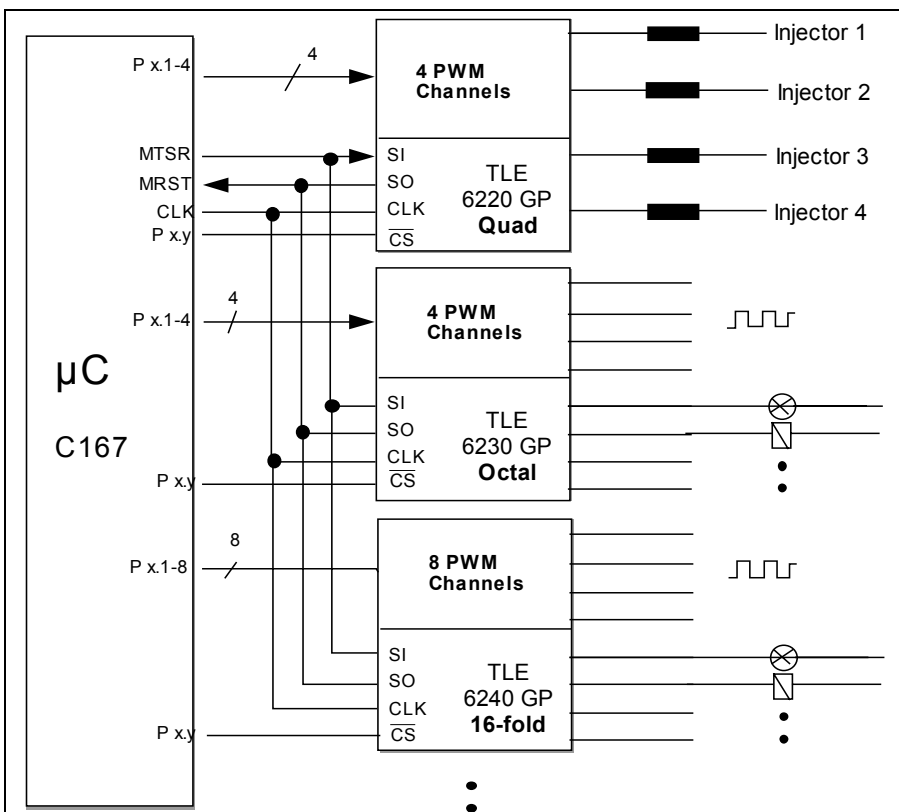 Injector 1
4
P x.1-4
4 PWM
Channels
Injector 2
MTSR
SI
TLE
6220 GP
Quad
Injector 3
MRST
SO
CLK
CLK
Injector 4
P x.y
CS
4
P x.1-4
4 PWM
Channels
µC
C167
SI
TLE
6230 GP
Octal
SO
CLK
P x.y
CS
8
P x.1-8
8 PWM
Channels
SI
TLE
6240 GP
16-fold
SO
CLK
P x.y
CS